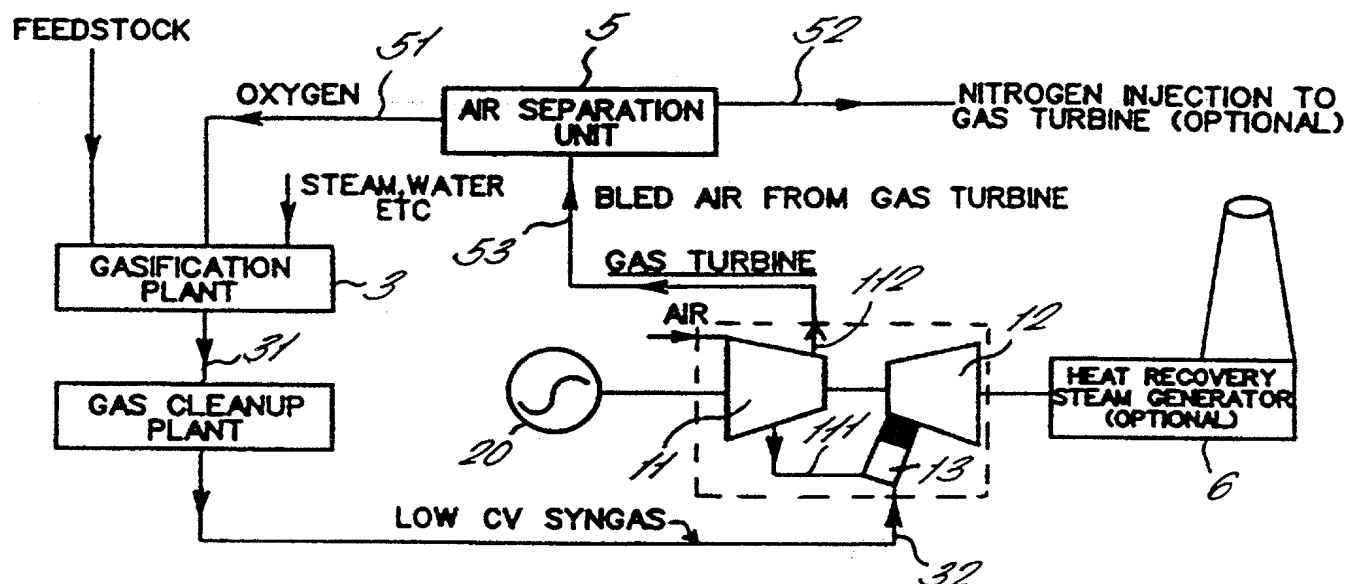 FEEDSTOCK
51
5
52
OXYGEN
AIR SEPARATION
UNIT
NITROGEN INJECTION TO
GAS TURBINE (OPTIONAL)
STEAM,WATER
ETC
BLED AIR FROM GAS TURBINE
53
GASIFICATION
PLANT
3
GAS TURBINE
112
AIR
12
31
GAS CLEANUP
PLANT
HEAT RECOVERY
STEAM GENERATOR
(OPTIONAL)
20
11
111
13
6
LOW CV SYNGAS
32